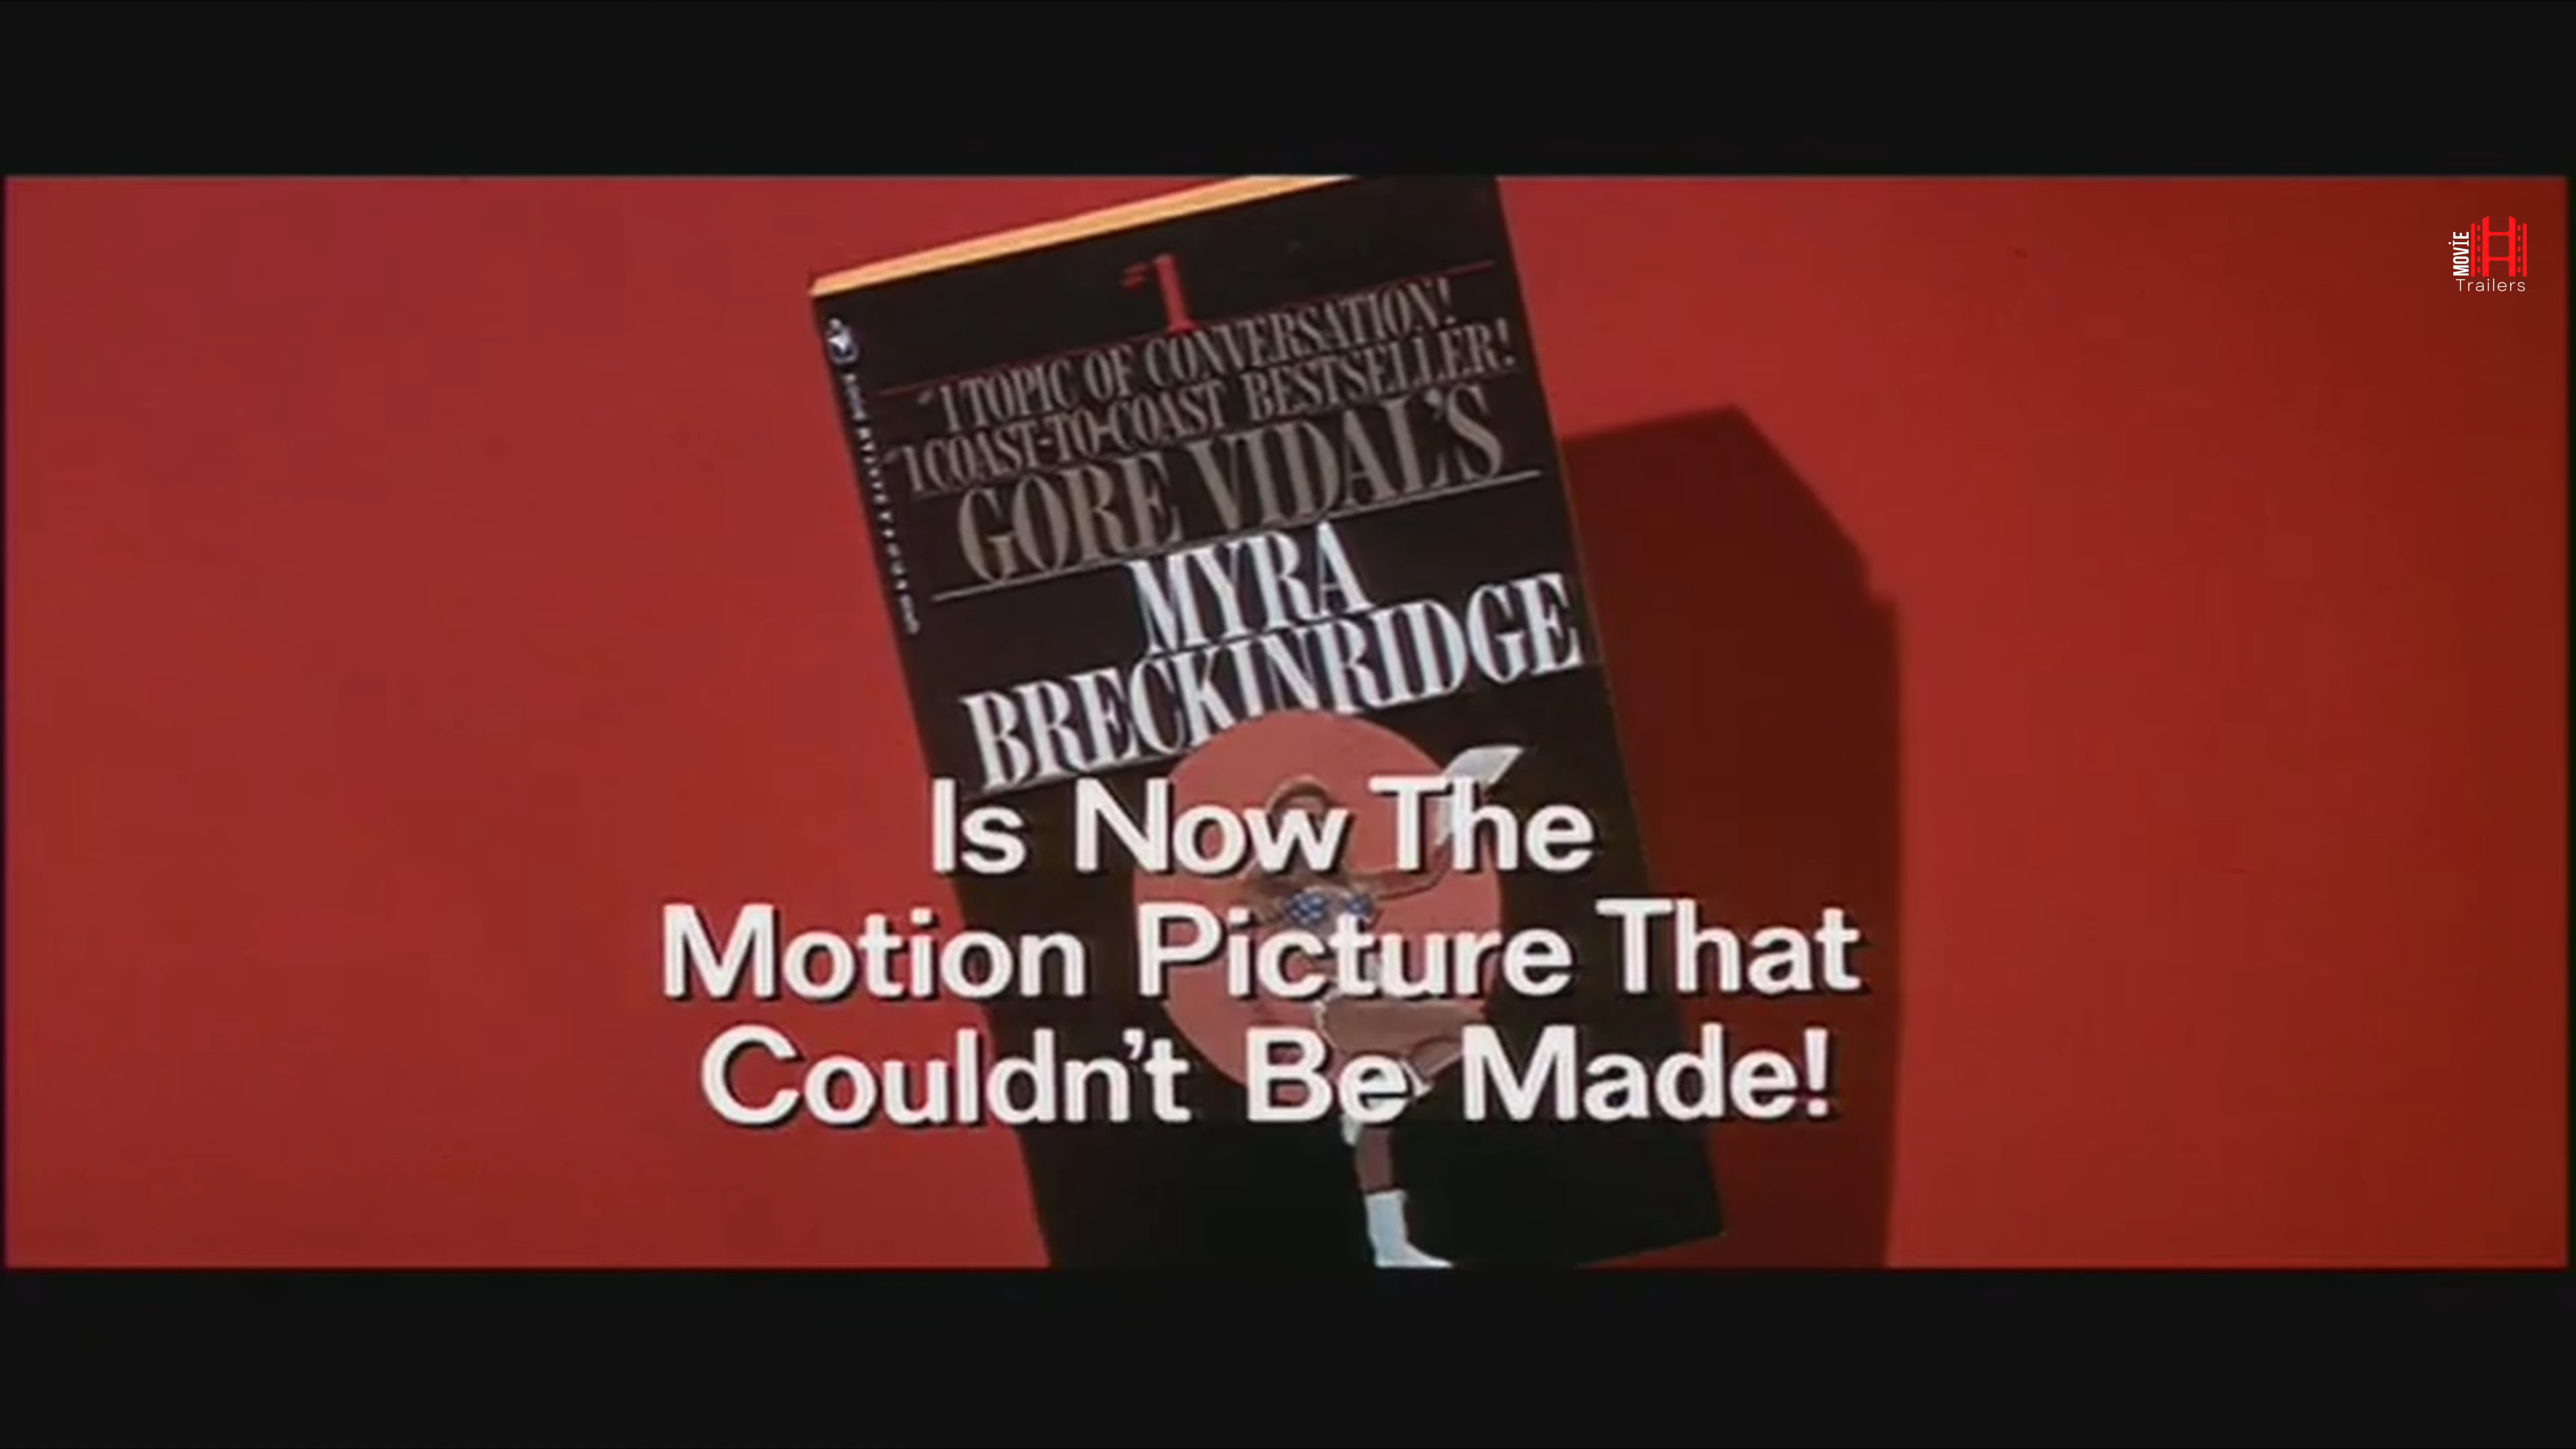 #1
#1 TOPIC OF CONVERSATION!
#1 COAST-TO-COAST BESTSELLER!
GORE VIDAL'S
MYRA
BRECKINRIDGE
Is Now The
Motion Picture That
Couldn't Be Made!
MOVIE
Trailers